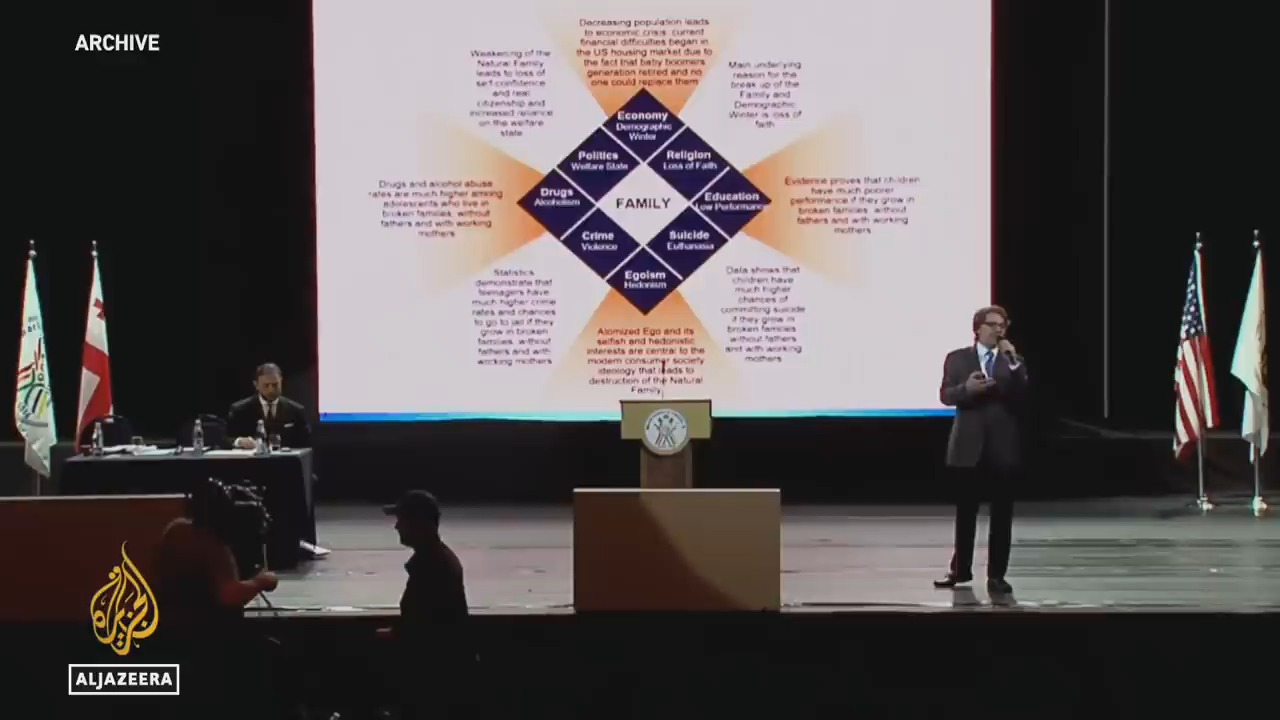 ARCHIVE
Decreasing population leads
to economic crisis: current
financial difficulties began in
the US housing market due to
the fact that baby boomers
generation retired and no
one could replace them
Weakening of the
Natural Family
leads to loss of
self-confidence
and real
citizenship and
increased reliance
on the welfare
state
Main underlying
reason for the
break up of the
Family and
Demographic
Winter is loss of
faith
Economy
Demographic
Winter
Politics
Welfare State
Religion
Loss of Faith
Drugs and alcohol abuse
rates are much higher among
adolescents who live in
broken families, without
fathers and with working
mothers
Drugs
Alcoholism
FAMILY
Education
Low Performance
Evidence proves that children
have much poorer
performance if they grow in
broken families, without
fathers and with working
mothers
Crime
Violence
Suicide
Euthanasia
Egoism
Hedonism
Statistics
demonstrate that
teenagers have
much higher crime
rates and chances
to go to jail if they
grow in broken
families, without
fathers and with
working mothers
Data shows that
children have
much higher
chances of
committing suicide
if they grow in
broken families
without fathers
and with working
mothers
Atomized Ego and its
selfish and hedonistic
interests are central to the
modern consumer society
ideology that leads to
destruction of the Natural
Family
الجزيرة
ALJAZEERA